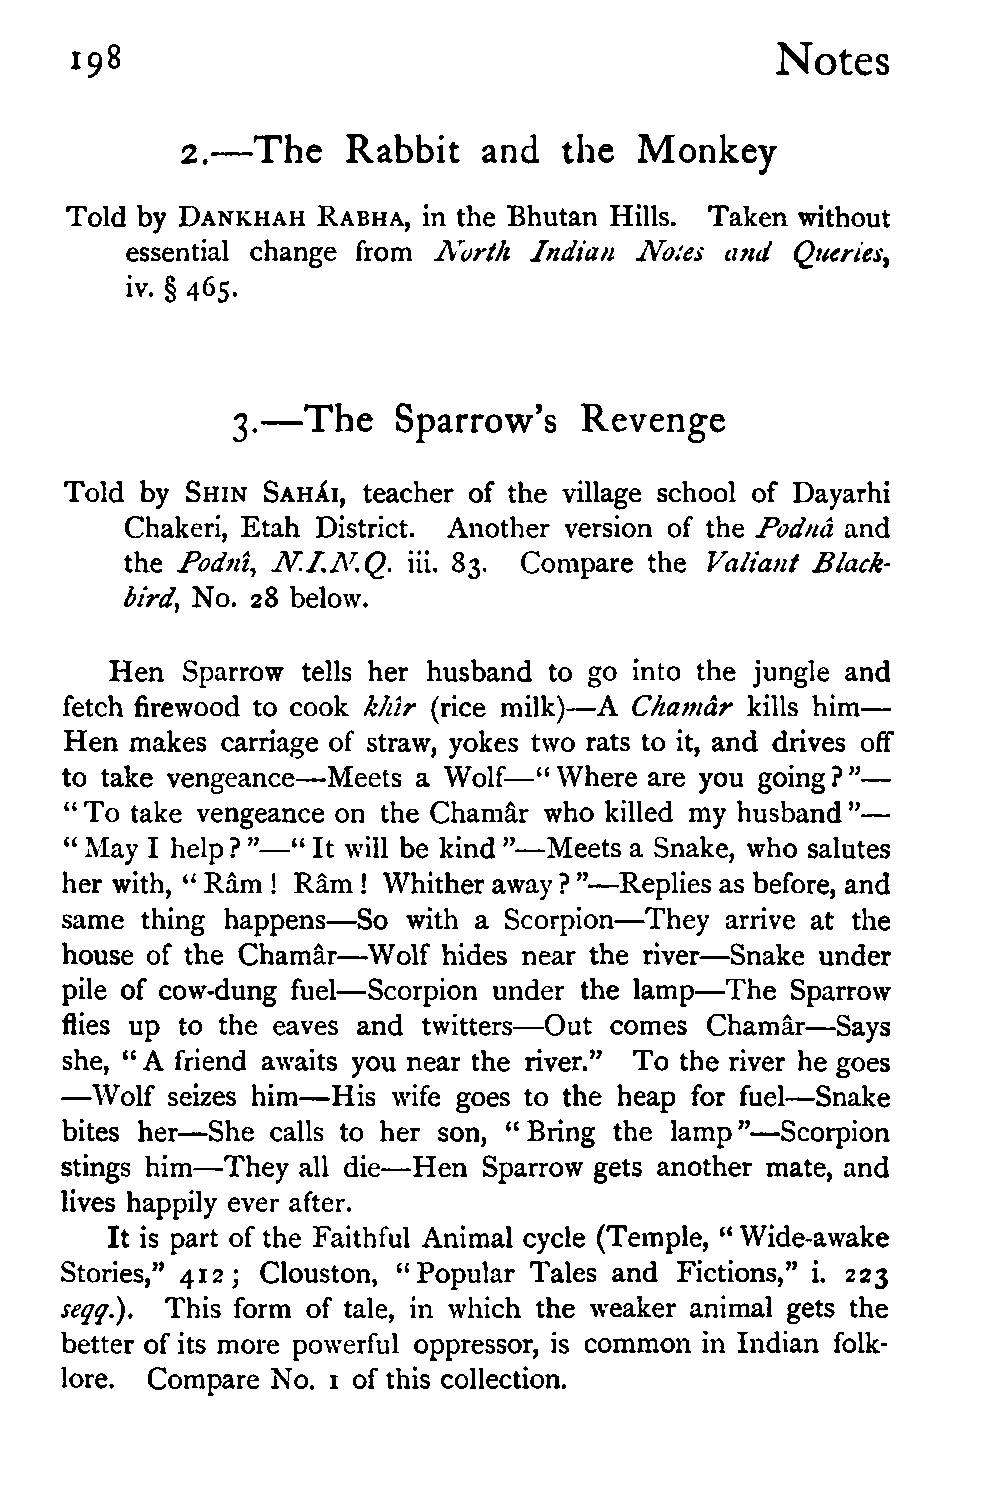 198 Notes
2.—The Rabbit and the Monkey
Told by DANKHAH RABHA, in the Bhutan Hills. Taken without
essential change from North Indian Notes and Queries,
iv. § 465.
3.—The Sparrow's Revenge
Told by SHIN SAHÁI, teacher of the village school of Dayarhi
Chakeri, Etah District. Another version of the Podnâ and
the Podnî, N.I.N.Q. iii. 83. Compare the Valiant Black-
bird, No. 28 below.
Hen Sparrow tells her husband to go into the jungle and
fetch firewood to cook khîr (rice milk)—A Chamâr kills him—
Hen makes carriage of straw, yokes two rats to it, and drives off
to take vengeance—Meets a Wolf—“Where are you going?”—
“To take vengeance on the Chamâr who killed my husband”—
“May I help?”—“It will be kind”—Meets a Snake, who salutes
her with, “Râm! Râm! Whither away?”—Replies as before, and
same thing happens—So with a Scorpion—They arrive at the
house of the Chamâr—Wolf hides near the river—Snake under
pile of cow-dung fuel—Scorpion under the lamp—The Sparrow
flies up to the eaves and twitters—Out comes Chamâr—Says
she, “A friend awaits you near the river.” To the river he goes
—Wolf seizes him—His wife goes to the heap for fuel—Snake
bites her—She calls to her son, “Bring the lamp”—Scorpion
stings him—They all die—Hen Sparrow gets another mate, and
lives happily ever after.
It is part of the Faithful Animal cycle (Temple, “Wide-awake
Stories,” 412; Clouston, “Popular Tales and Fictions,” i. 223
seqq.). This form of tale, in which the weaker animal gets the
better of its more powerful oppressor, is common in Indian folk-
lore. Compare No. 1 of this collection.